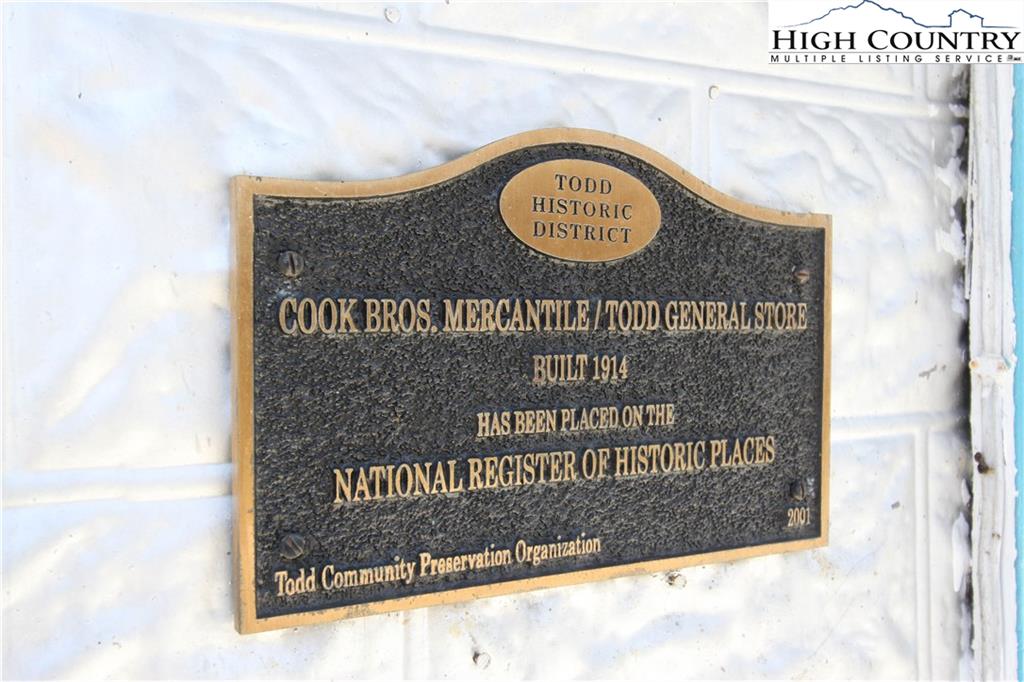 HIGH COUNTRY
MULTIPLE LISTING SERVICE
TODD
HISTORIC
DISTRICT
COOK BROS. MERCANTILE / TODD GENERAL STORE
BUILT 1914
HAS BEEN PLACED ON THE
NATIONAL REGISTER OF HISTORIC PLACES
2001
Todd Community Preservation Organization